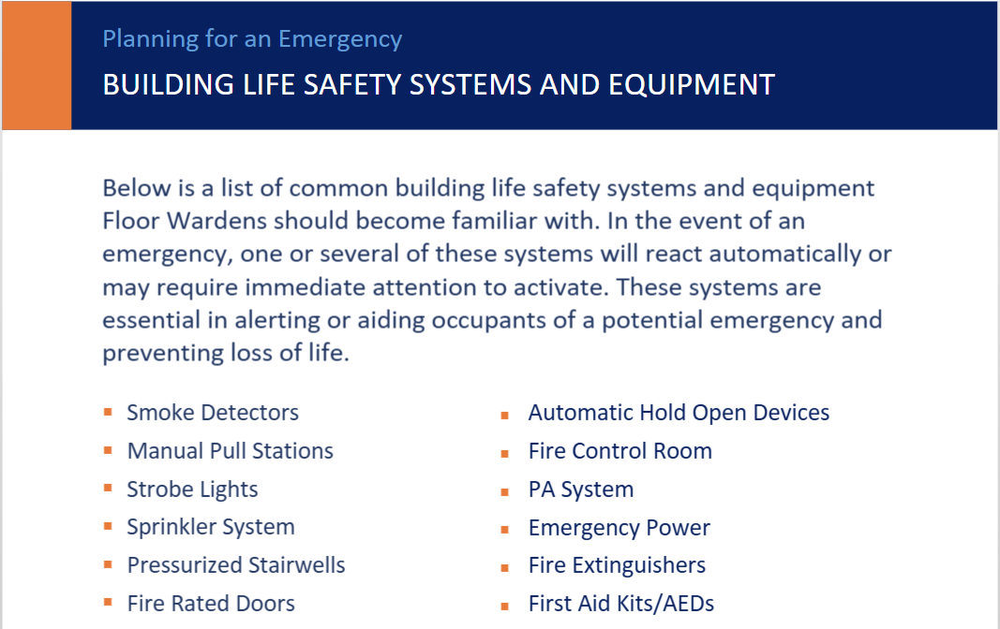 Planning for an Emergency
BUILDING LIFE SAFETY SYSTEMS AND EQUIPMENT
Below is a list of common building life safety systems and equipment
Floor Wardens should become familiar with. In the event of an
emergency, one or several of these systems will react automatically or
may require immediate attention to activate. These systems are
essential in alerting or aiding occupants of a potential emergency and
preventing loss of life.
Smoke Detectors
Manual Pull Stations
Strobe Lights
Sprinkler System
Pressurized Stairwells
Fire Rated Doors
Automatic Hold Open Devices
Fire Control Room
PA System
Emergency Power
Fire Extinguishers
First Aid Kits/AEDs